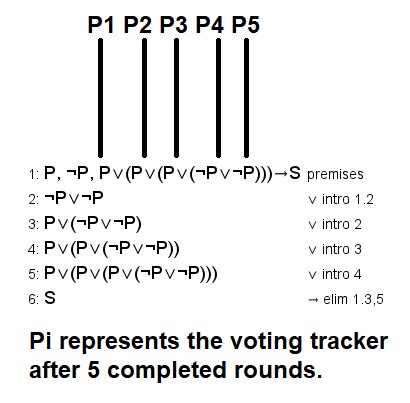 P1 P2 P3 P4 P5
1: P, ¬P, P∨(P∨(P∨(¬P∨¬P)))→S premises
2: ¬P∨¬P ∨ intro 1.2
3: P∨(¬P∨¬P) ∨ intro 2
4: P∨(P∨(¬P∨¬P)) ∨ intro 3
5: P∨(P∨(P∨(¬P∨¬P))) ∨ intro 4
6: S → elim 1.3,5
Pi represents the voting tracker
after 5 completed rounds.